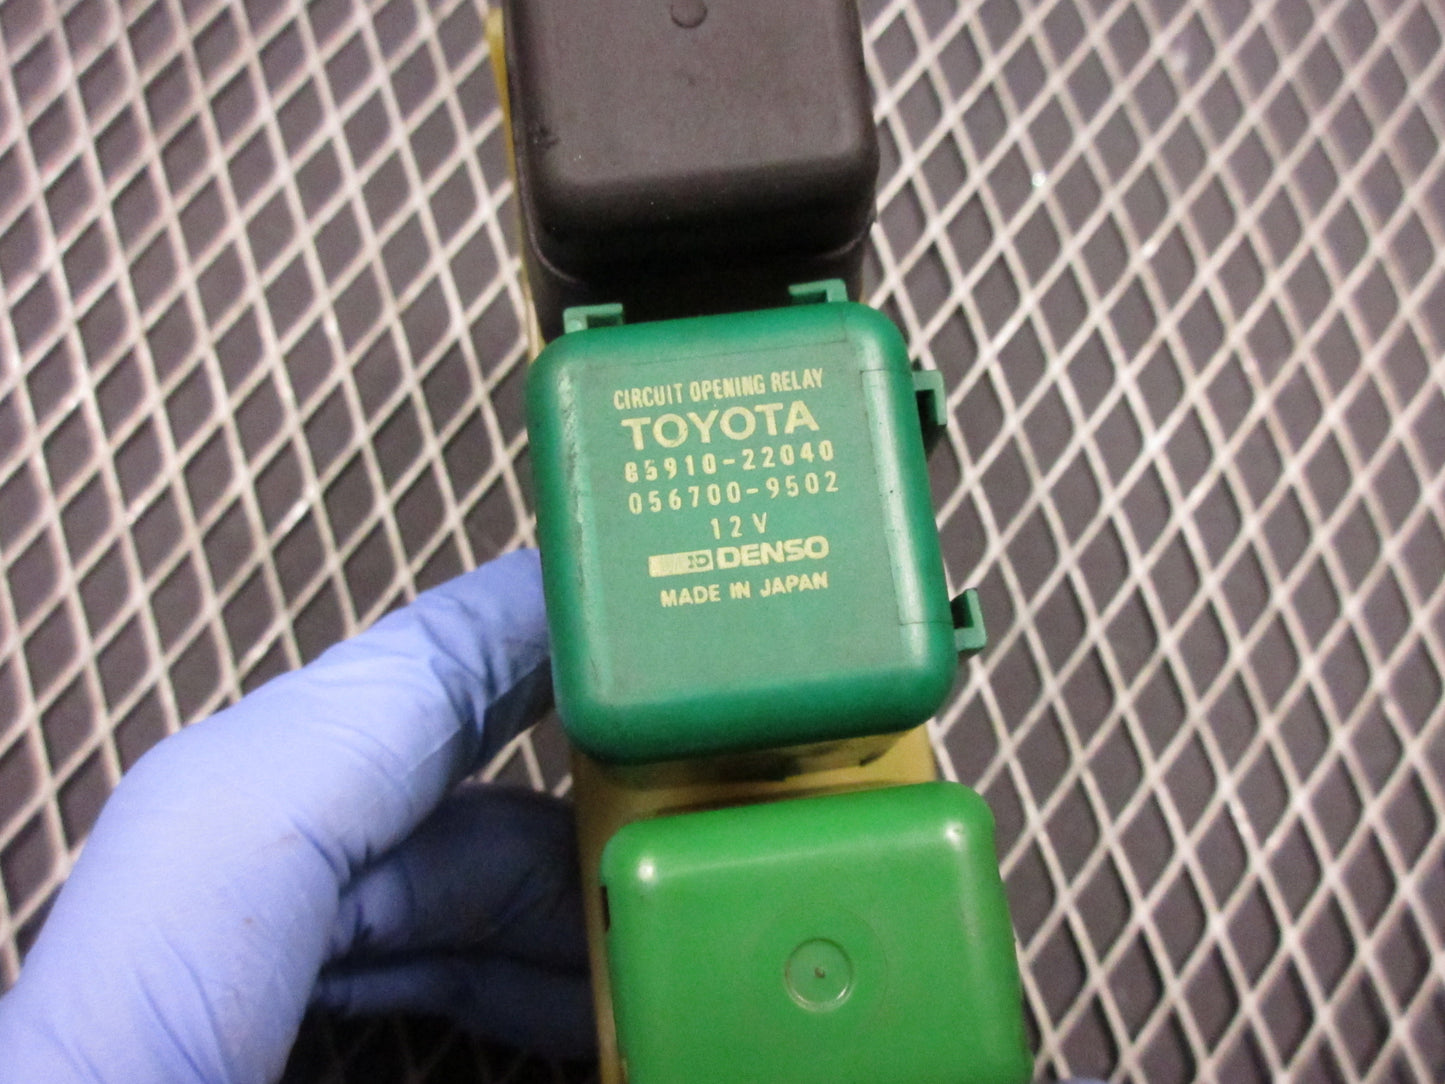 CIRCUIT OPENING RELAY
TOYOTA
85910-22040
056700-9502
12V
DENSO
MADE IN JAPAN